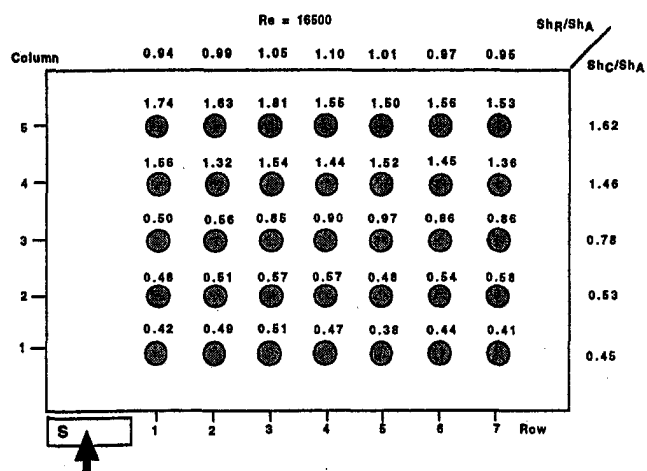 Re = 16500
ShR/ShA
Column 0.94 0.99 1.05 1.10 1.01 0.97 0.95
ShC/ShA
1.74 1.63 1.81 1.55 1.50 1.56 1.53
5 1.62
1.56 1.32 1.54 1.44 1.52 1.45 1.36
4 1.46
0.50 0.56 0.85 0.90 0.97 0.86 0.86
3 0.78
0.46 0.51 0.57 0.57 0.48 0.54 0.58
2 0.53
0.42 0.49 0.51 0.47 0.38 0.44 0.41
1 0.45
S 1 2 3 4 5 6 7 Row